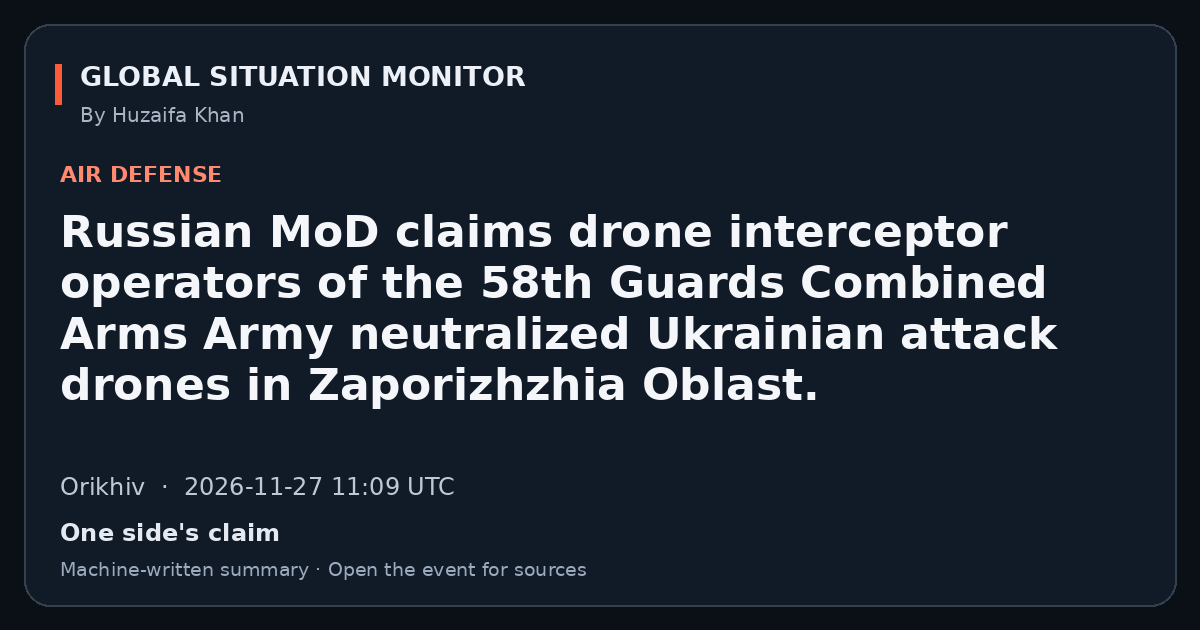 GLOBAL SITUATION MONITOR
By Huzaifa Khan
AIR DEFENSE
Russian MoD claims drone interceptor
operators of the 58th Guards Combined
Arms Army neutralized Ukrainian attack
drones in Zaporizhzhia Oblast.
Orikhiv · 2026-11-27 11:09 UTC
One side's claim
Machine-written summary · Open the event for sources